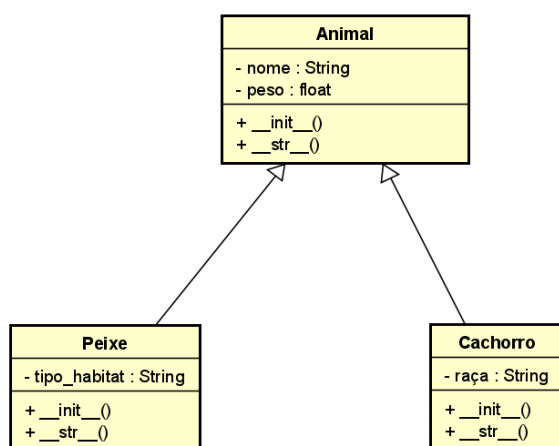 Animal
- nome : String
- peso : float
+ __init__()
+ __str__()
Peixe
- tipo_habitat : String
+ __init__()
+ __str__()
Cachorro
- raça : String
+ __init__()
+ __str__()